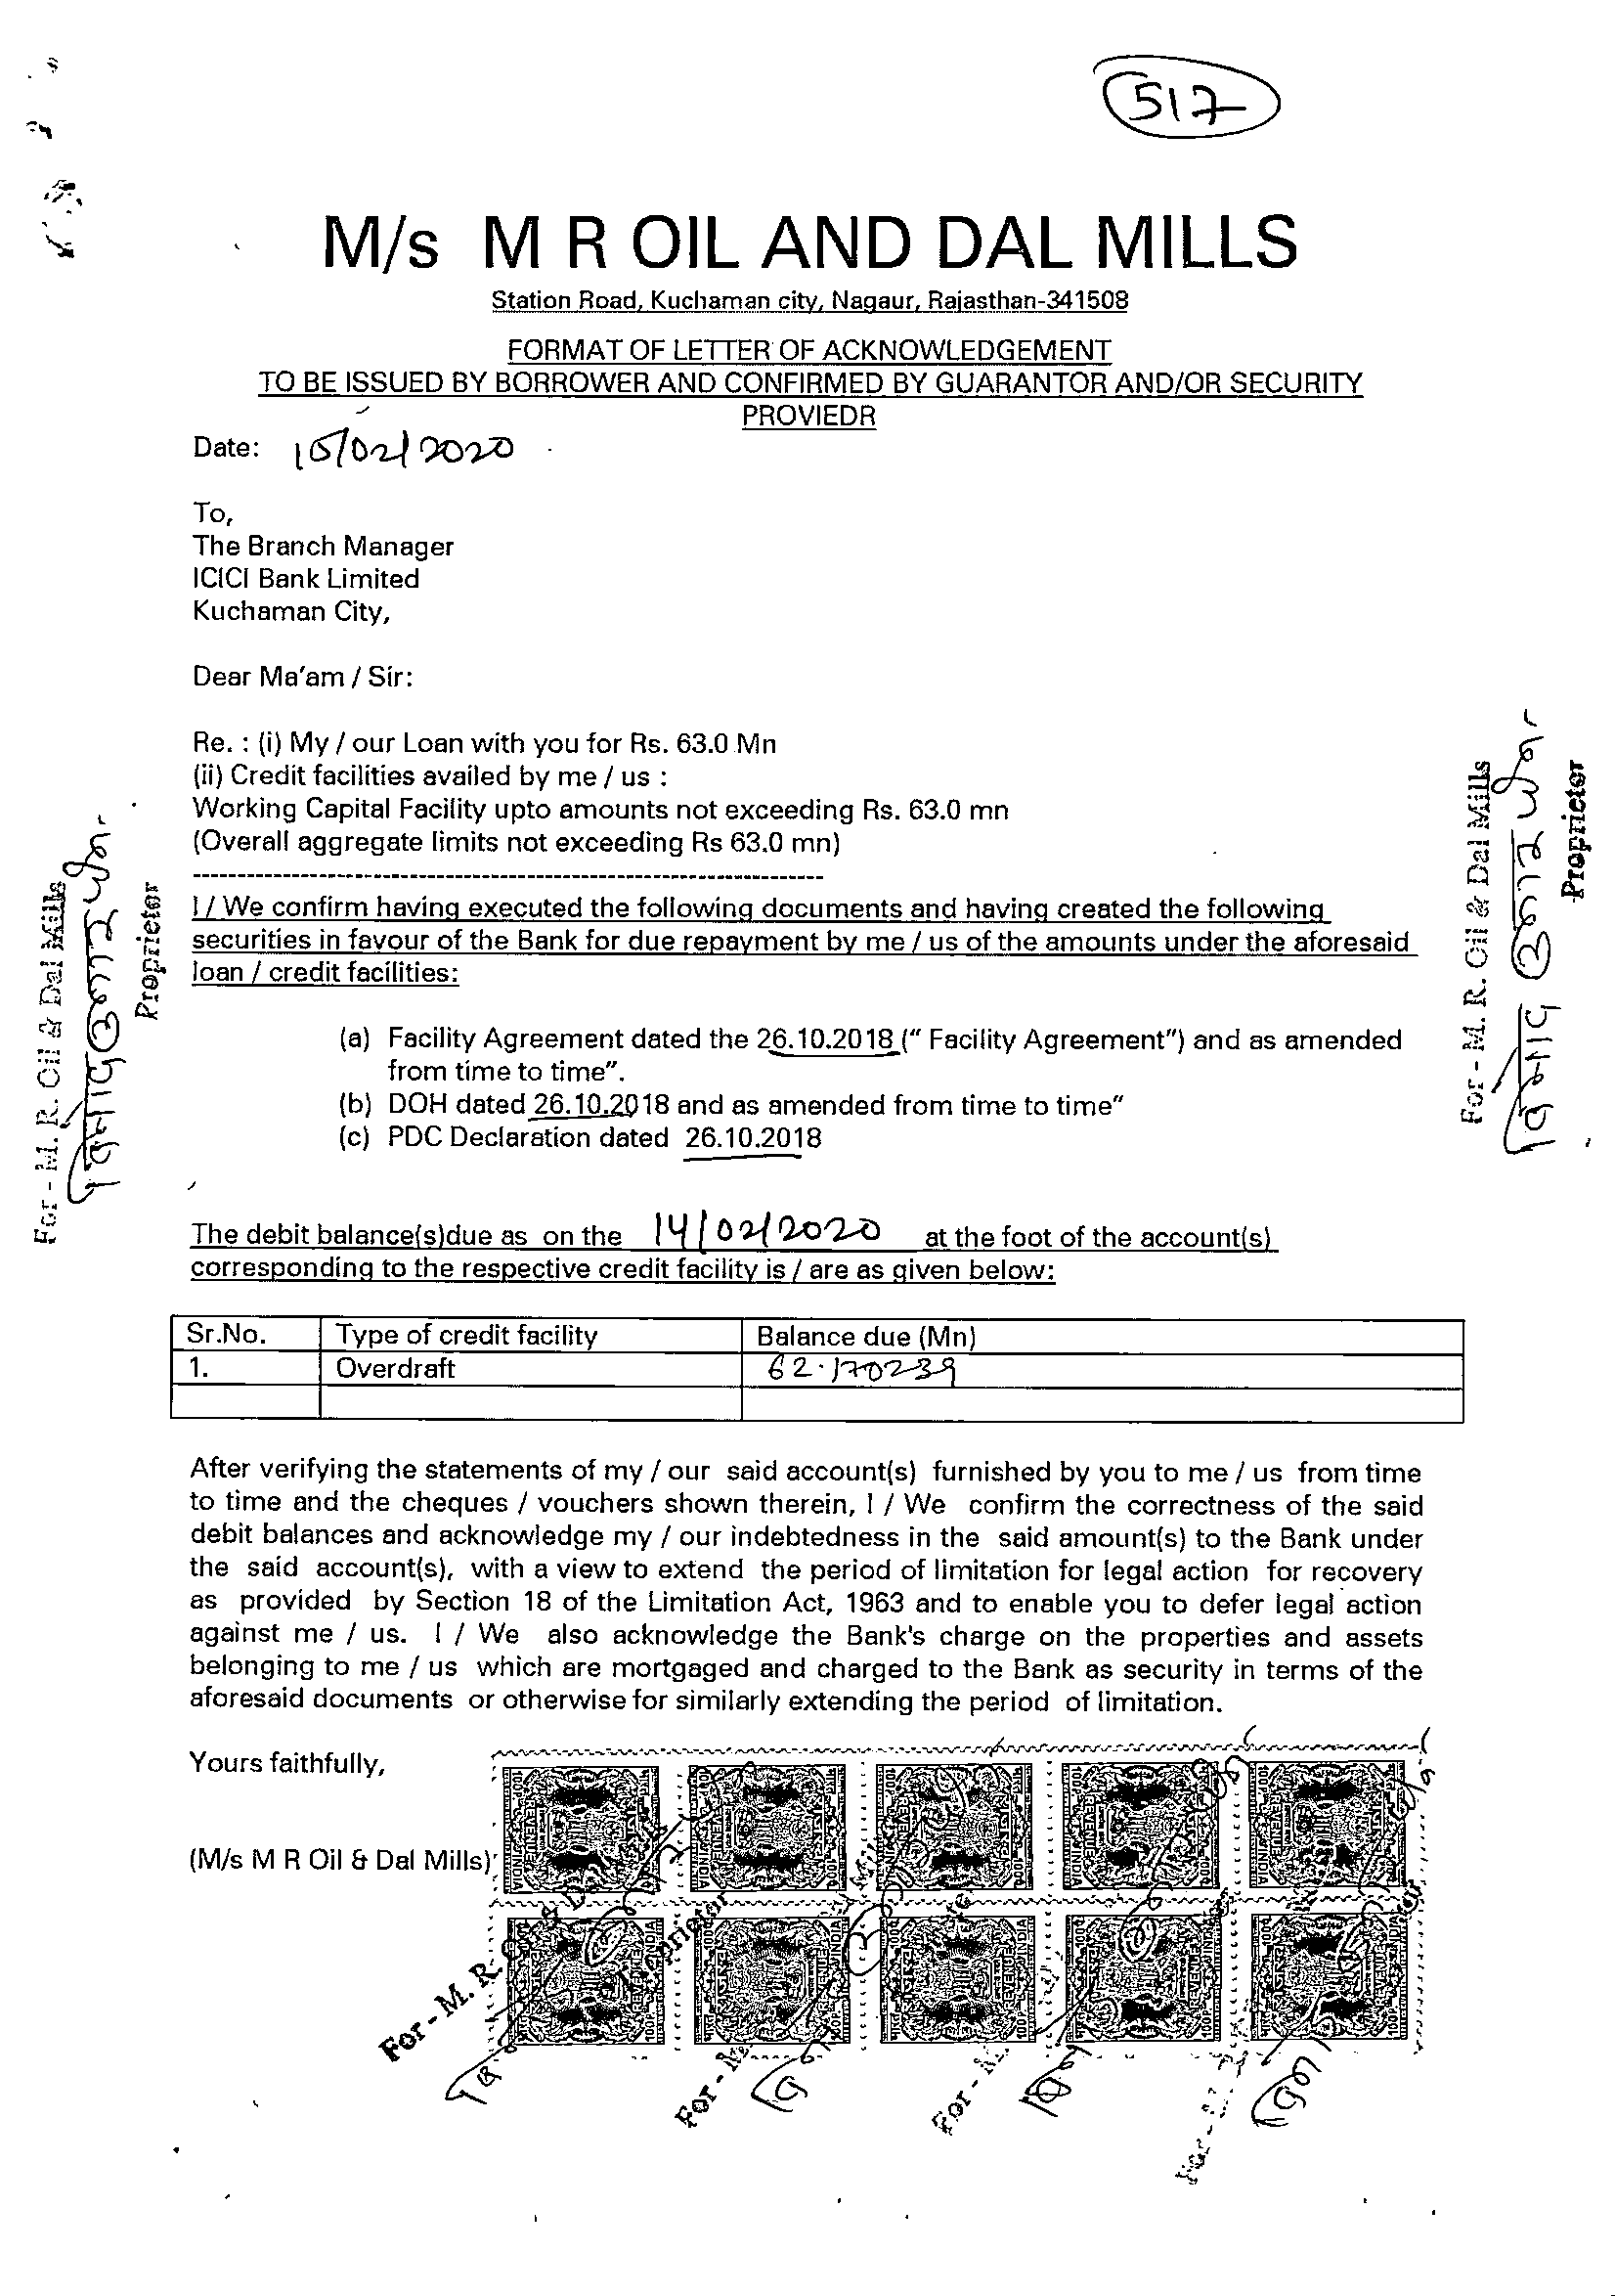 517
M/s M R OIL AND DAL MILLS
Station Road, Kuchaman city, Nagaur, Rajasthan-341508
FORMAT OF LETTER OF ACKNOWLEDGEMENT
TO BE ISSUED BY BORROWER AND CONFIRMED BY GUARANTOR AND/OR SECURITY
PROVIEDR
Date: 15/02/2020
To,
The Branch Manager
ICICI Bank Limited
Kuchaman City,
Dear Ma'am / Sir:
Re. : (i) My / our Loan with you for Rs. 63.0 Mn
(ii) Credit facilities availed by me / us :
Working Capital Facility upto amounts not exceeding Rs. 63.0 mn
(Overall aggregate limits not exceeding Rs 63.0 mn)
I / We confirm having executed the following documents and having created the following
securities in favour of the Bank for due repayment by me / us of the amounts under the aforesaid
loan / credit facilities:
(a) Facility Agreement dated the 26.10.2018 (“ Facility Agreement”) and as amended
from time to time”.
(b) DOH dated 26.10.2018 and as amended from time to time”
(c) PDC Declaration dated 26.10.2018
For - M. R. Oil & Dal Mills
Proprietor
For - M. R. Oil & Dal Mills
Proprietor
The debit balance(s)due as on the 14/02/2020 at the foot of the account(s)
corresponding to the respective credit facility is / are as given below:
Sr.No. Type of credit facility Balance due (Mn)
1. Overdraft 62.170239
After verifying the statements of my / our said account(s) furnished by you to me / us from time
to time and the cheques / vouchers shown therein, I / We confirm the correctness of the said
debit balances and acknowledge my / our indebtedness in the said amount(s) to the Bank under
the said account(s), with a view to extend the period of limitation for legal action for recovery
as provided by Section 18 of the Limitation Act, 1963 and to enable you to defer legal action
against me / us. I / We also acknowledge the Bank's charge on the properties and assets
belonging to me / us which are mortgaged and charged to the Bank as security in terms of the
aforesaid documents or otherwise for similarly extending the period of limitation.
Yours faithfully,
(M/s M R Oil & Dal Mills)
For - M. R.
Proprietor